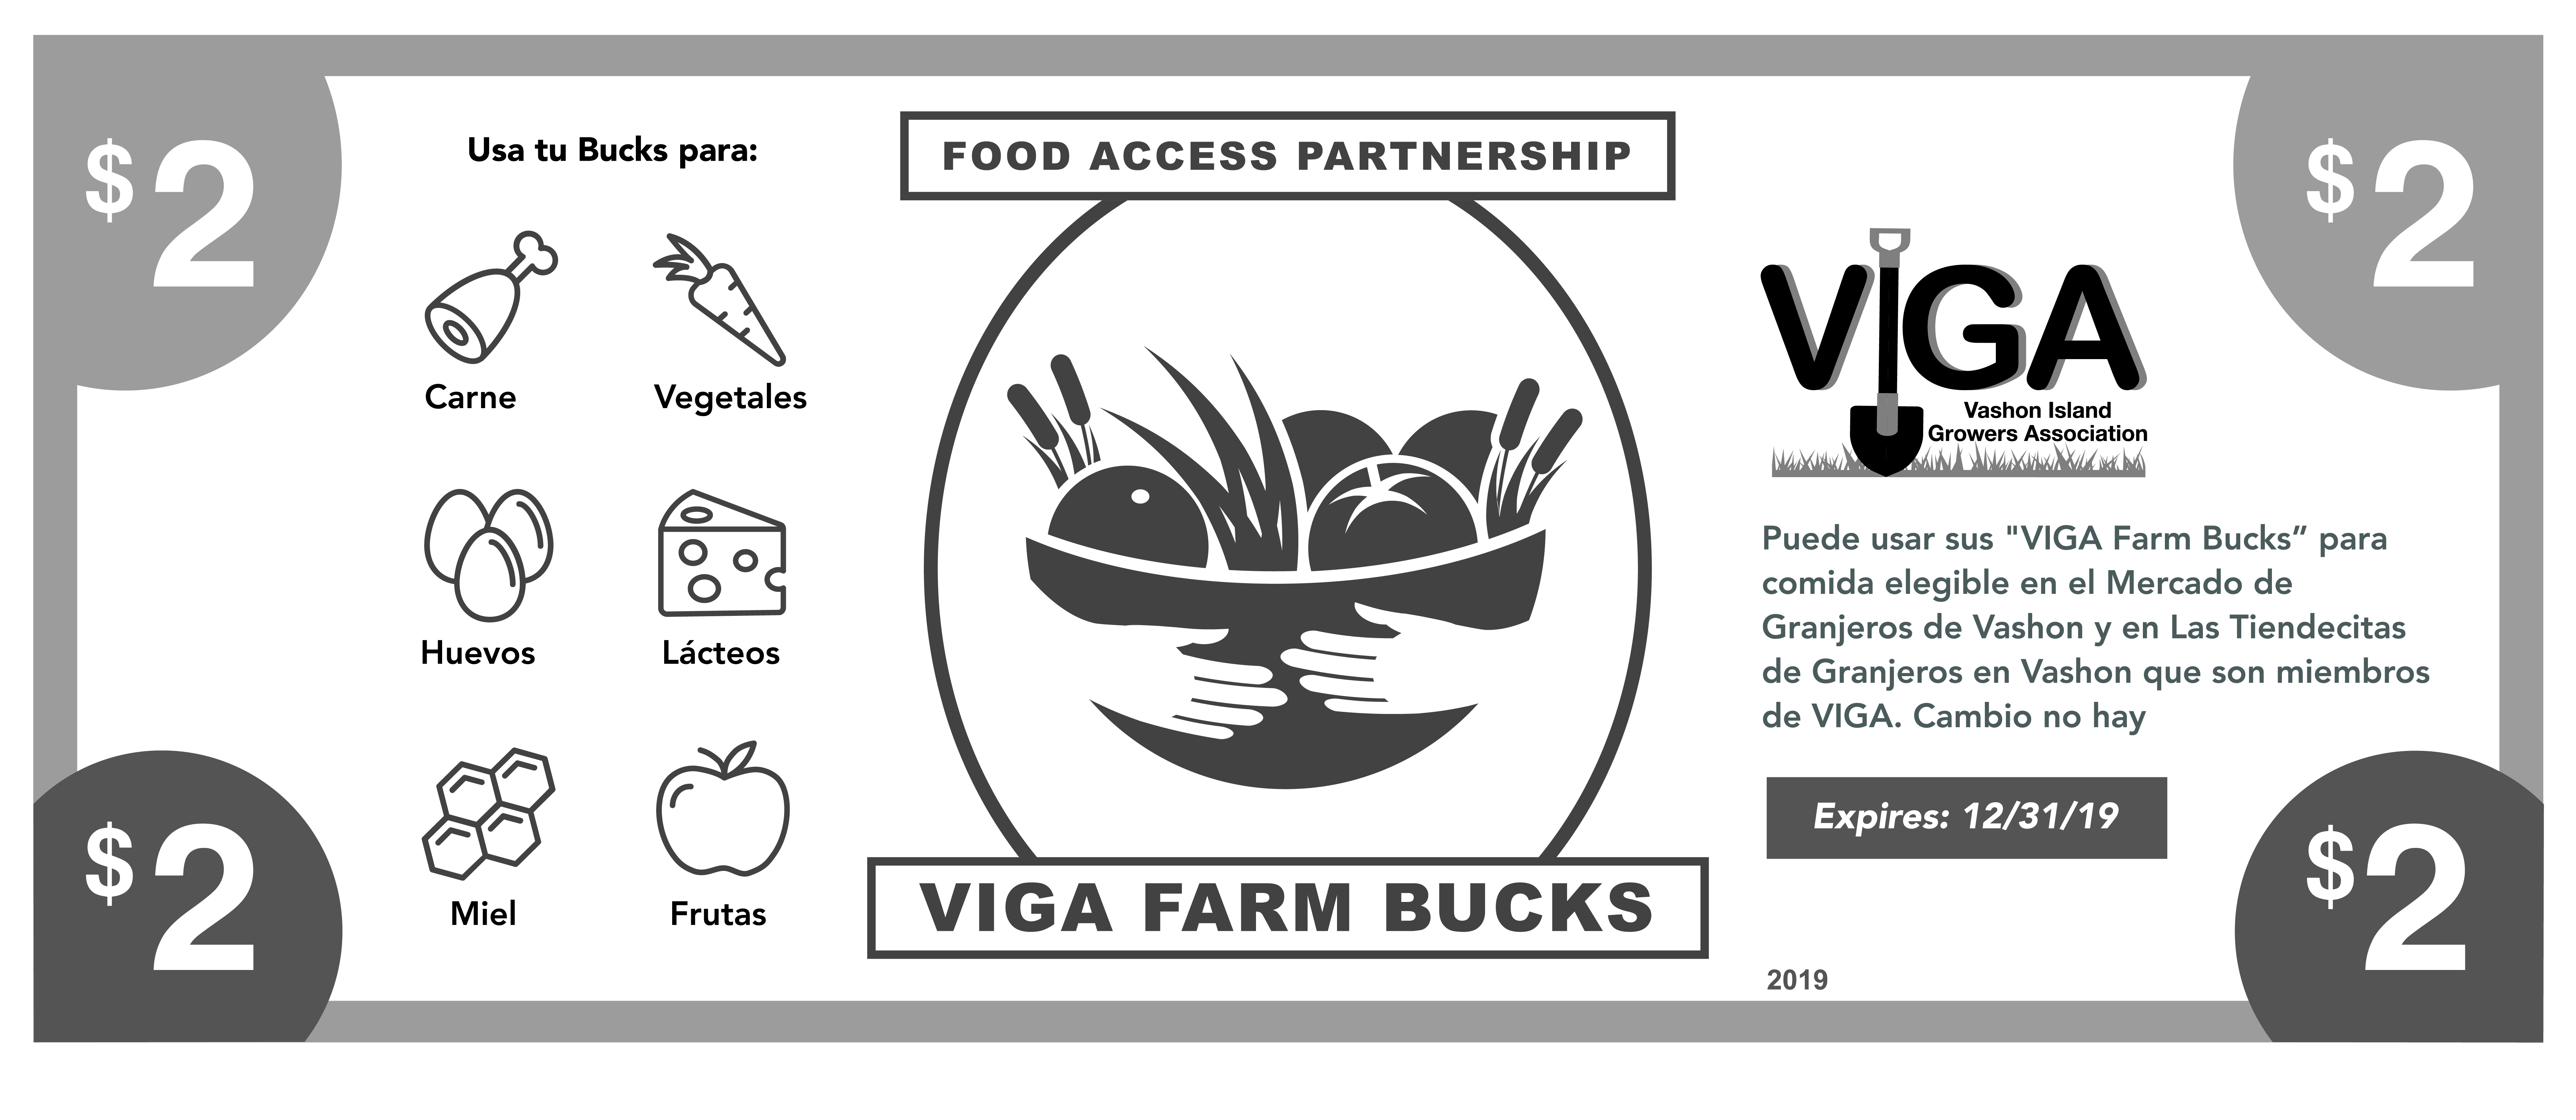 $2
$2
Usa tu Bucks para:
Carne
Vegetales
Huevos
Lácteos
Miel
Frutas
FOOD ACCESS PARTNERSHIP
VIGA FARM BUCKS
VIGA
Vashon Island
Growers Association
Puede usar sus "VIGA Farm Bucks” para
comida elegible en el Mercado de
Granjeros de Vashon y en Las Tiendecitas
de Granjeros en Vashon que son miembros
de VIGA. Cambio no hay
Expires: 12/31/19
2019
$2
$2